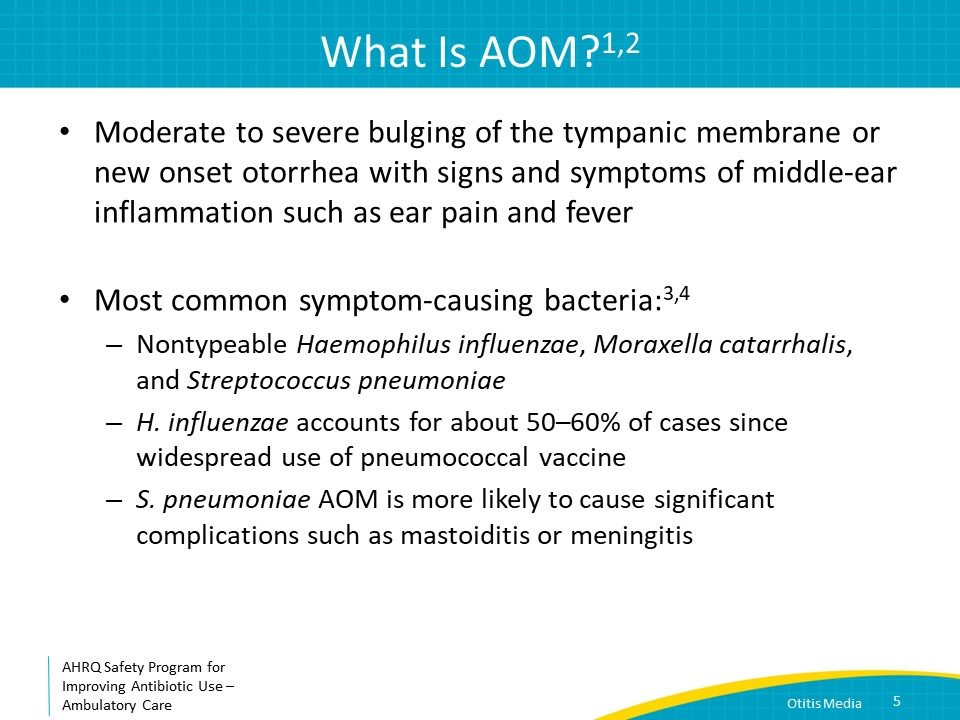 What Is AOM?1,2
• Moderate to severe bulging of the tympanic membrane or
new onset otorrhea with signs and symptoms of middle-ear
inflammation such as ear pain and fever
• Most common symptom-causing bacteria:3,4
– Nontypeable Haemophilus influenzae, Moraxella catarrhalis,
and Streptococcus pneumoniae
– H. influenzae accounts for about 50–60% of cases since
widespread use of pneumococcal vaccine
– S. pneumoniae AOM is more likely to cause significant
complications such as mastoiditis or meningitis
AHRQ Safety Program for
Improving Antibiotic Use –
Ambulatory Care
Otitis Media 5